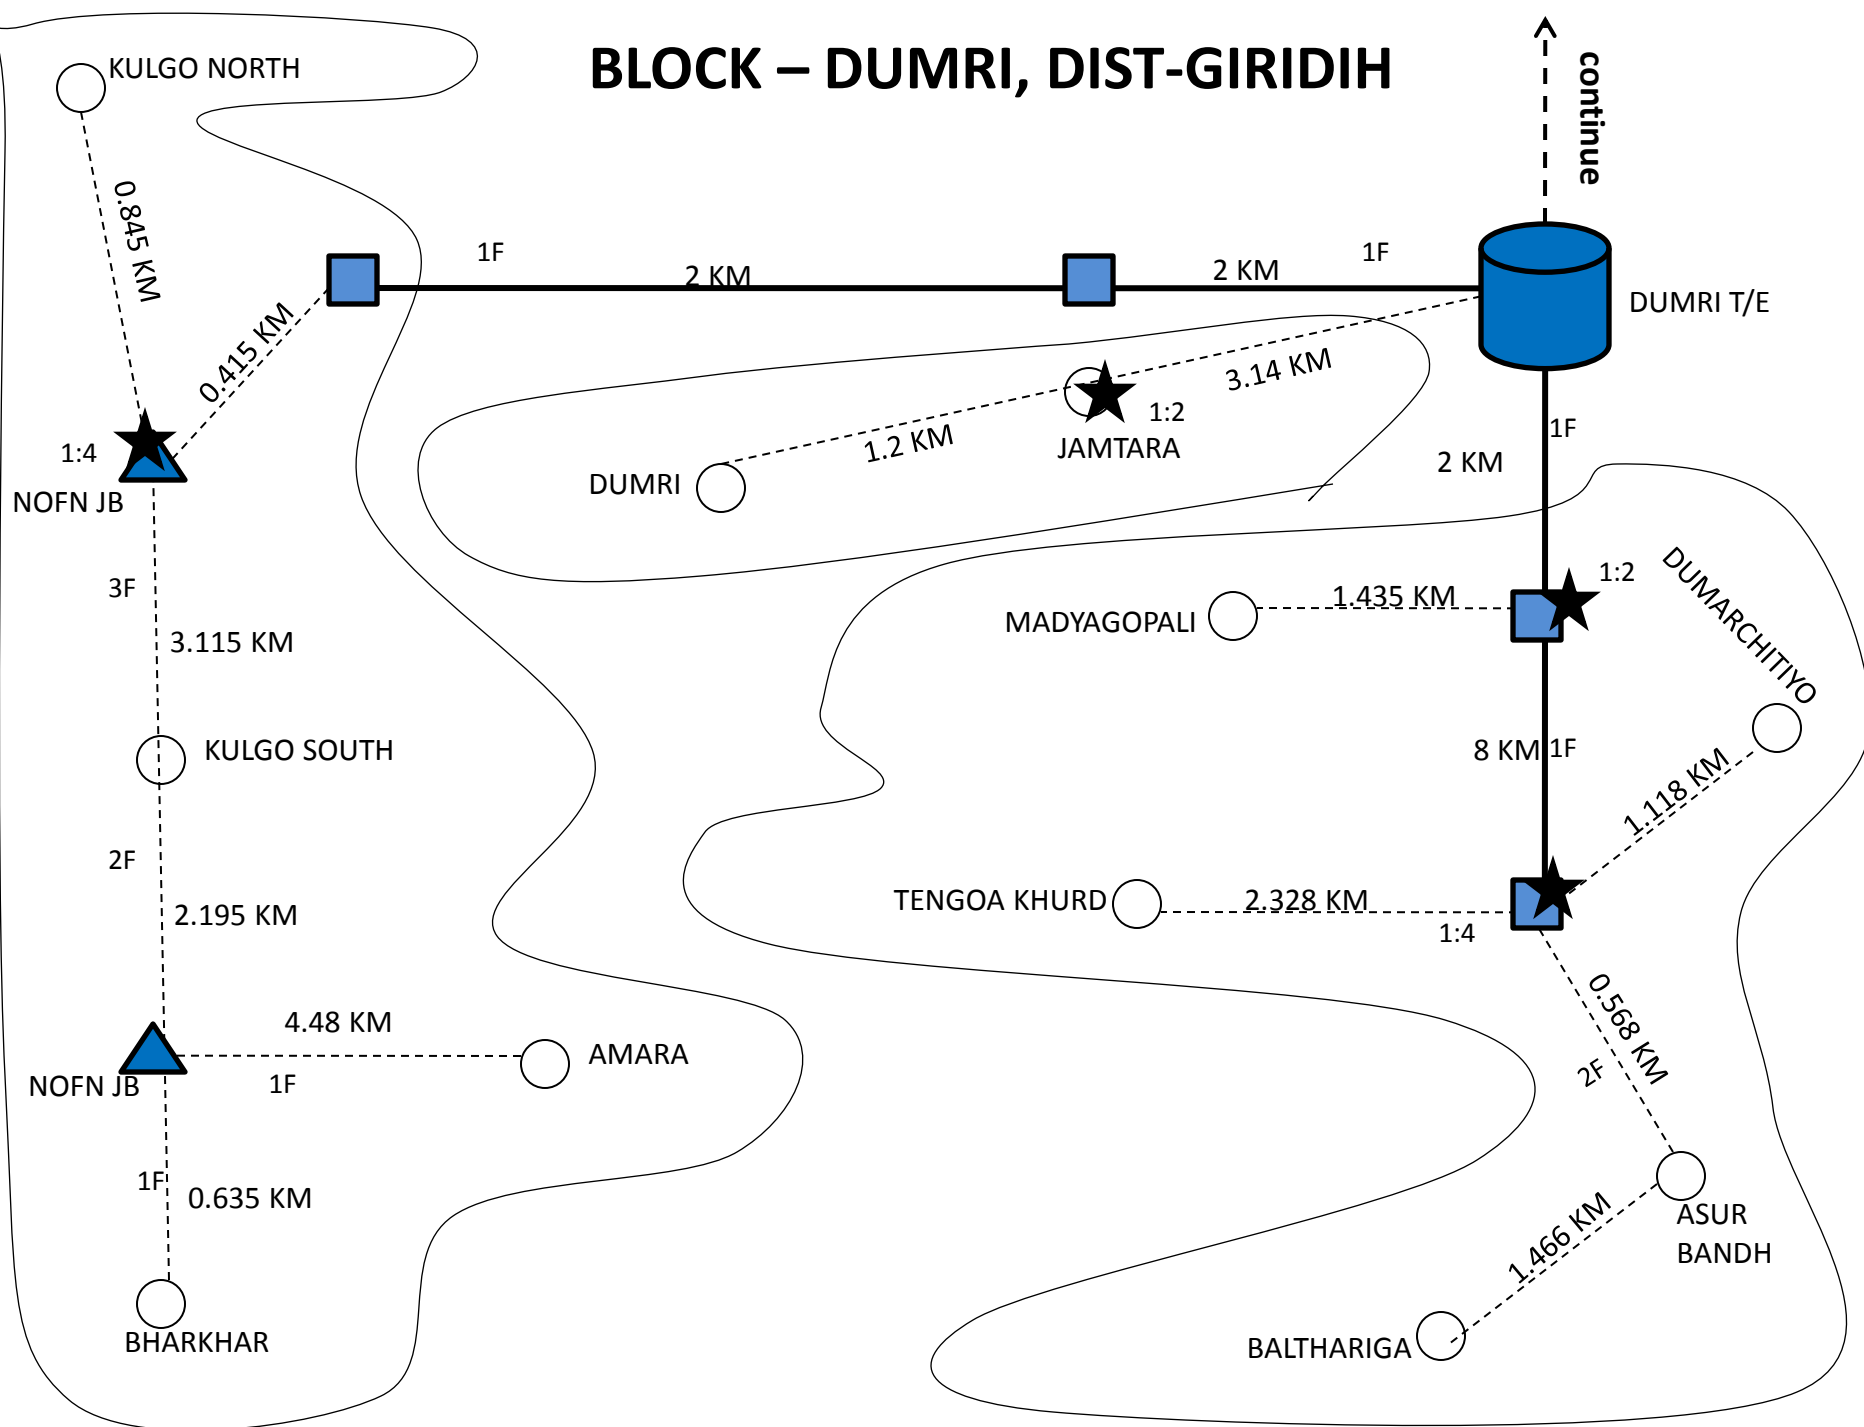 BLOCK – DUMRI, DIST-GIRIDIH
continue
KULGO NORTH
0.845 KM
1F
2 KM
2 KM
1F
DUMRI T/E
0.415 KM
3.14 KM
1:2
JAMTARA
1.2 KM
DUMRI
1:4
NOFN JB
1F
2 KM
3F
3.115 KM
MADYAGOPALI
1.435 KM
1:2
DUMARCHITIYO
KULGO SOUTH
8 KM
1F
1.118 KM
2F
2.195 KM
TENGOA KHURD
2.328 KM
1:4
4.48 KM
AMARA
1F
NOFN JB
0.568 KM
2F
1F
0.635 KM
ASUR
BANDH
1.466 KM
BHARKHAR
BALTHARIGA